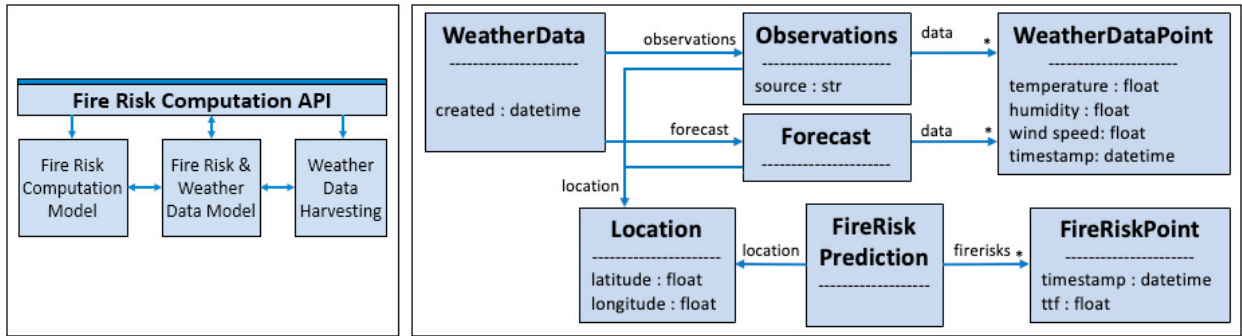 Fire Risk Computation API
Fire Risk
Computation
Model
Fire Risk &
Weather
Data Model
Weather
Data
Harvesting
WeatherData
----------------------
created : datetime
observations
forecast
Observations
----------------------
source : str
data
*
Forecast
----------------------
data
*
WeatherDataPoint
----------------------
temperature : float
humidity : float
wind speed: float
timestamp: datetime
location
Location
----------------------
latitude : float
longitude : float
location
FireRisk
Prediction
--------------------
firerisks
*
FireRiskPoint
----------------------
timestamp : datetime
ttf : float